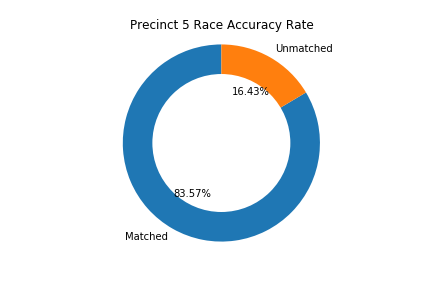 Precinct 5 Race Accuracy Rate
Unmatched
16.43%
83.57%
Matched